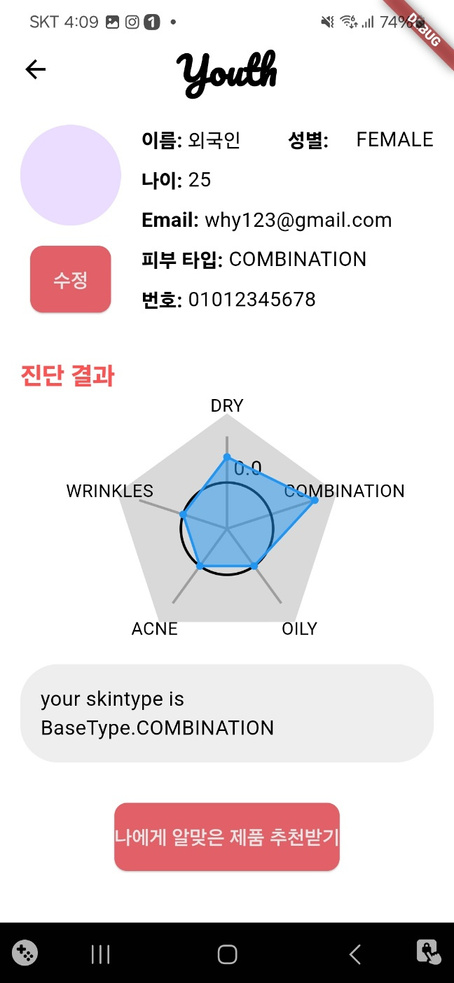 SKT 4:09 1 74%
DEBUG
Youth
이름: 외국인 성별: FEMALE
나이: 25
Email: why123@gmail.com
피부 타입: COMBINATION
수정
번호: 01012345678
진단 결과
DRY
0.0
WRINKLES COMBINATION
ACNE OILY
your skintype is
BaseType.COMBINATION
나에게 알맞은 제품 추천받기